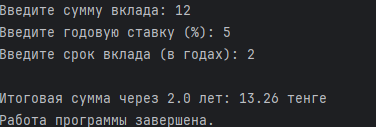 Введите сумму вклада: 12
Введите годовую ставку (%): 5
Введите срок вклада (в годах): 2
Итоговая сумма через 2.0 лет: 13.26 тенге
Работа программы завершена.